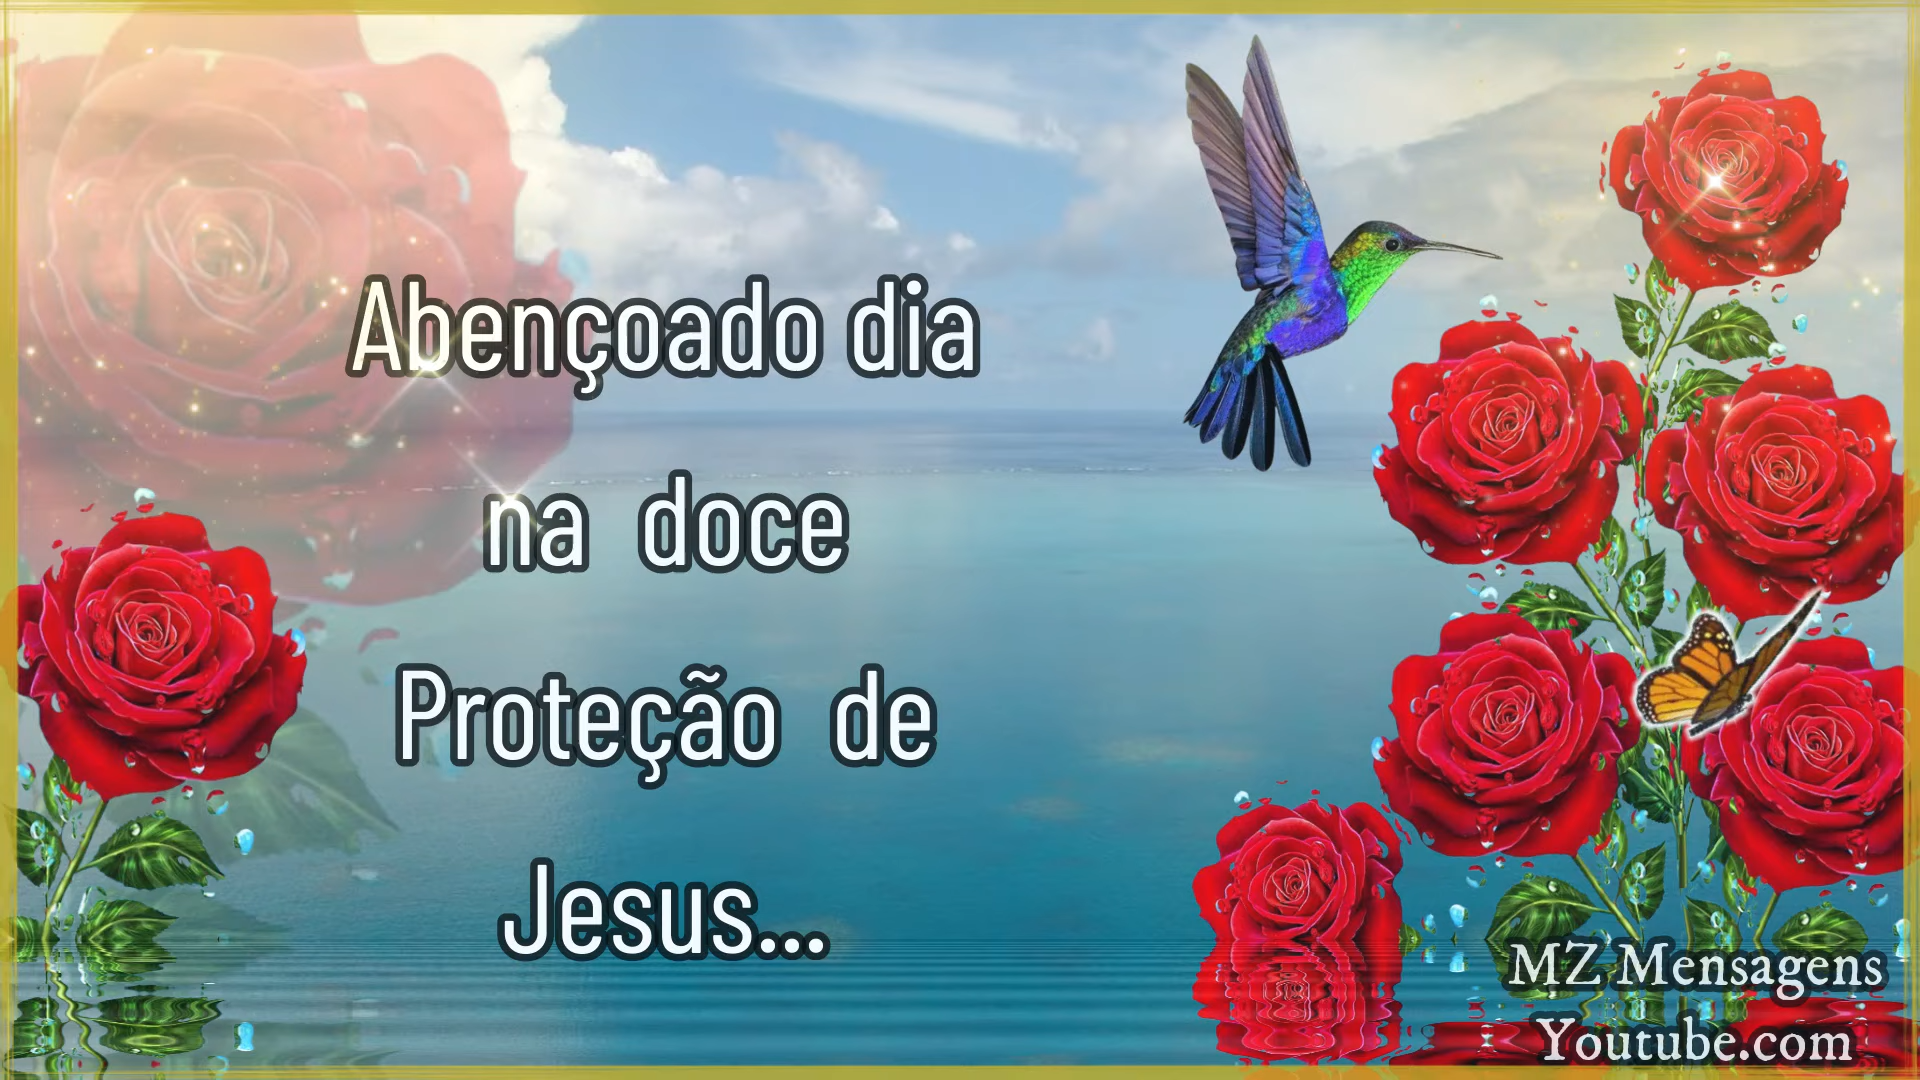 Abençoado dia
na doce
Proteção de
Jesus...
MZ Mensagens
Youtube.com